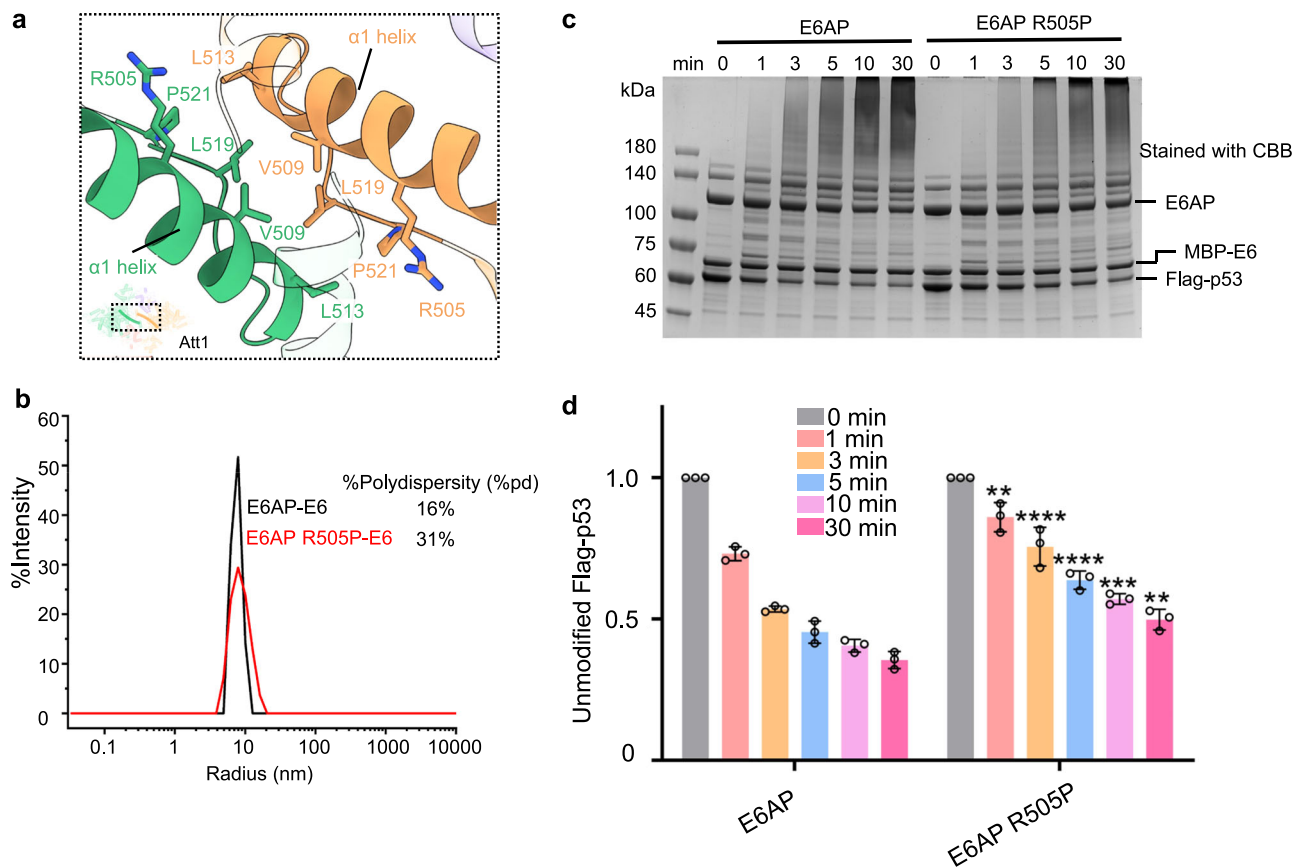 a
α1 helix
L513
R505
P521
L519
V509
L519
V509
α1 helix
P521
L513
R505
Att1
b
60
50
40
30
20
10
0
%Intensity
%Polydispersity (%pd)
E6AP-E6 16%
E6AP R505P-E6 31%
0.1 1 10 100 1000 10000
Radius (nm)
c
E6AP E6AP R505P
min 0 1 3 5 10 30 0 1 3 5 10 30
kDa
180
140
100
75
60
45
Stained with CBB
E6AP
MBP-E6
Flag-p53
d
0 min
1 min
3 min
5 min
10 min
30 min
1.0
0.5
0
Unmodified Flag-p53
** **** **** *** **
E6AP E6AP R505P